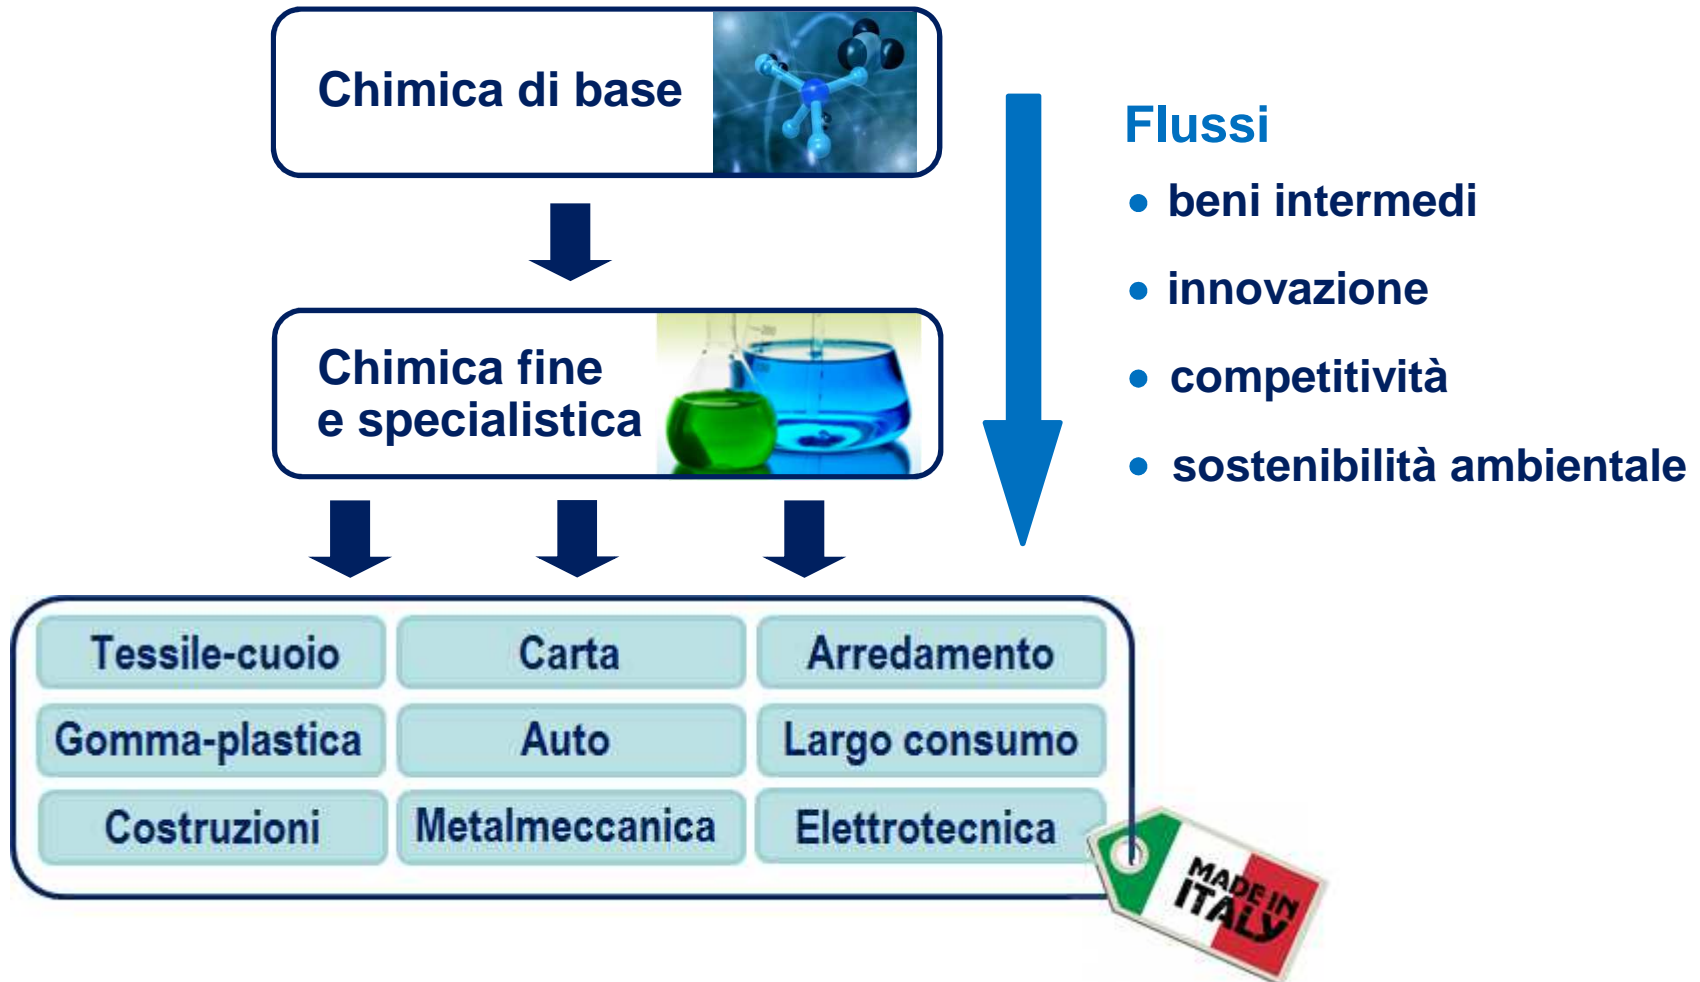 Chimica di base
Flussi
• beni intermedi
• innovazione
Chimica fine
e specialistica
• competitività
• sostenibilità ambientale
Tessile-cuoio
Carta
Arredamento
Gomma-plastica
Auto
Largo consumo
Costruzioni
Metalmeccanica
Elettrotecnica
MADE IN
ITALY